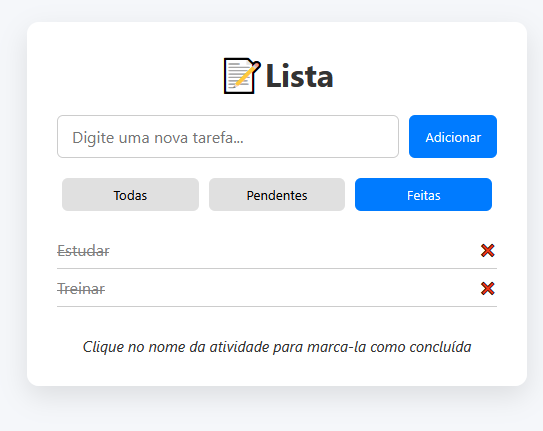 Lista
Digite uma nova tarefa...
Adicionar
Todas
Pendentes
Feitas
Estudar
Treinar
Clique no nome da atividade para marca-la como concluída